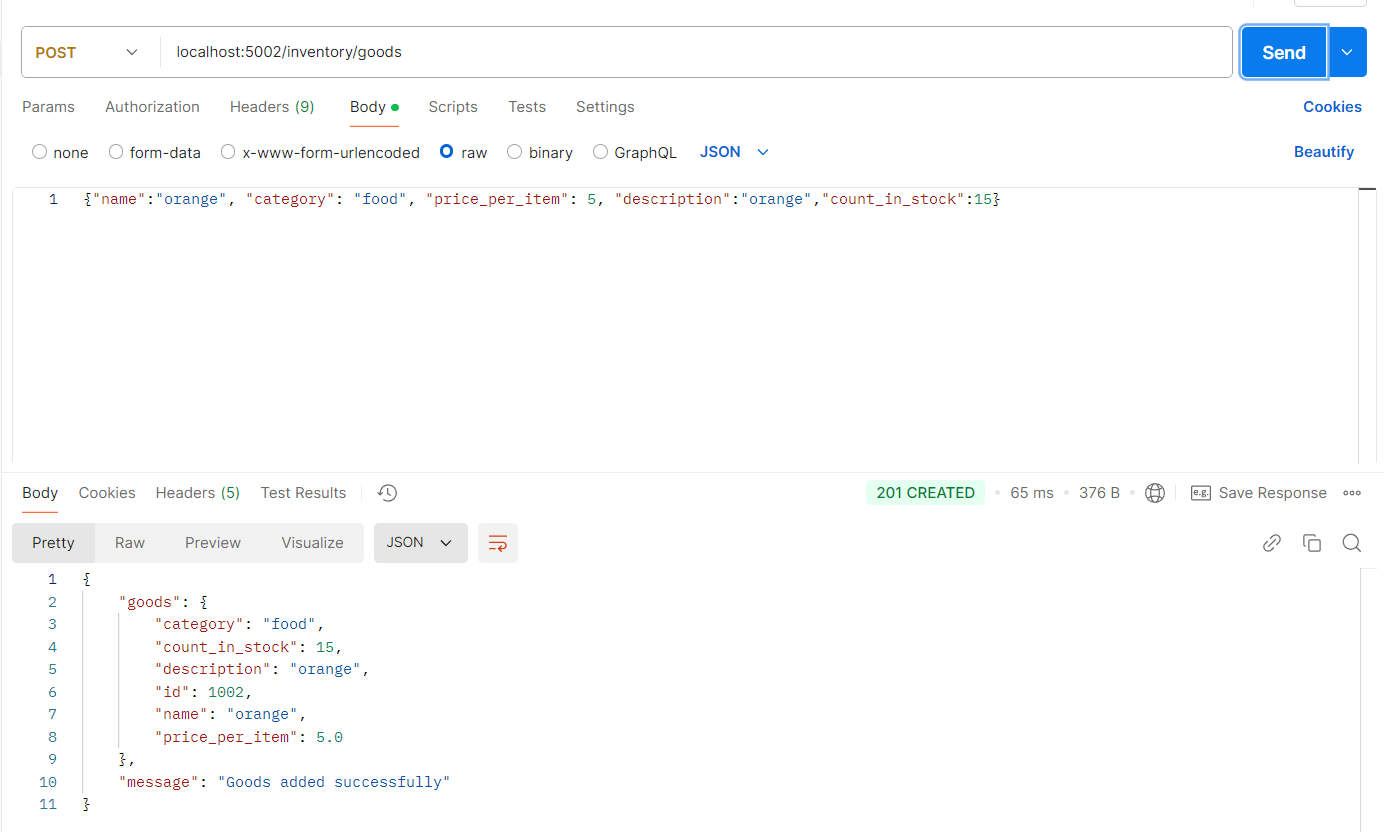 POST localhost:5002/inventory/goods Send
Params Authorization Headers (9) Body Scripts Tests Settings Cookies
none form-data x-www-form-urlencoded raw binary GraphQL JSON Beautify
1 {"name":"orange", "category": "food", "price_per_item": 5, "description":"orange","count_in_stock":15}
Body Cookies Headers (5) Test Results 201 CREATED 65 ms 376 B e.g. Save Response
Pretty Raw Preview Visualize JSON
1 {
2 "goods": {
3 "category": "food",
4 "count_in_stock": 15,
5 "description": "orange",
6 "id": 1002,
7 "name": "orange",
8 "price_per_item": 5.0
9 },
10 "message": "Goods added successfully"
11 }